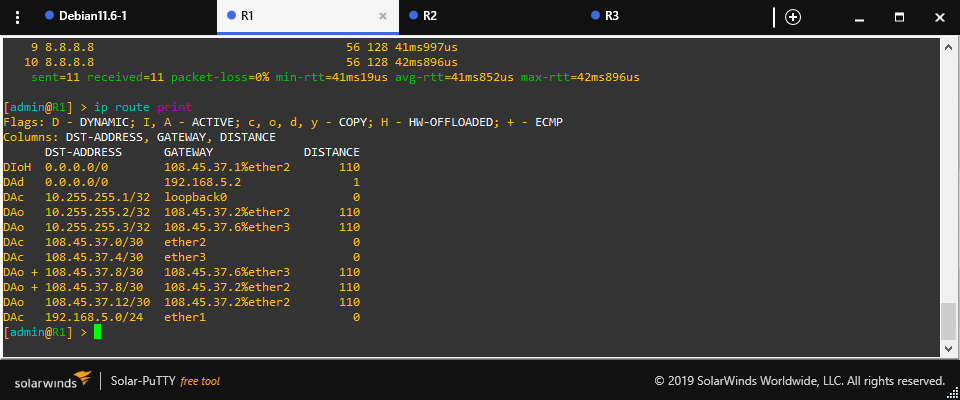 Debian11.6-1 R1 × R2 R3
9 8.8.8.8 56 128 41ms997us
10 8.8.8.8 56 128 42ms896us
sent=11 received=11 packet-loss=0% min-rtt=41ms19us avg-rtt=41ms852us max-rtt=42ms896us
[admin@R1] > ip route print
Flags: D - DYNAMIC; I, A - ACTIVE; c, o, d, y - COPY; H - HW-OFFLOADED; + - ECMP
Columns: DST-ADDRESS, GATEWAY, DISTANCE
DST-ADDRESS GATEWAY DISTANCE
DIoH 0.0.0.0/0 108.45.37.1%ether2 110
DAd 0.0.0.0/0 192.168.5.2 1
DAc 10.255.255.1/32 loopback0 0
DAo 10.255.255.2/32 108.45.37.2%ether2 110
DAo 10.255.255.3/32 108.45.37.6%ether3 110
DAc 108.45.37.0/30 ether2 0
DAc 108.45.37.4/30 ether3 0
DAo + 108.45.37.8/30 108.45.37.6%ether3 110
DAo + 108.45.37.8/30 108.45.37.2%ether2 110
DAo 108.45.37.12/30 108.45.37.2%ether2 110
DAc 192.168.5.0/24 ether1 0
[admin@R1] >
solarwinds Solar-PuTTY free tool © 2019 SolarWinds Worldwide, LLC. All rights reserved.